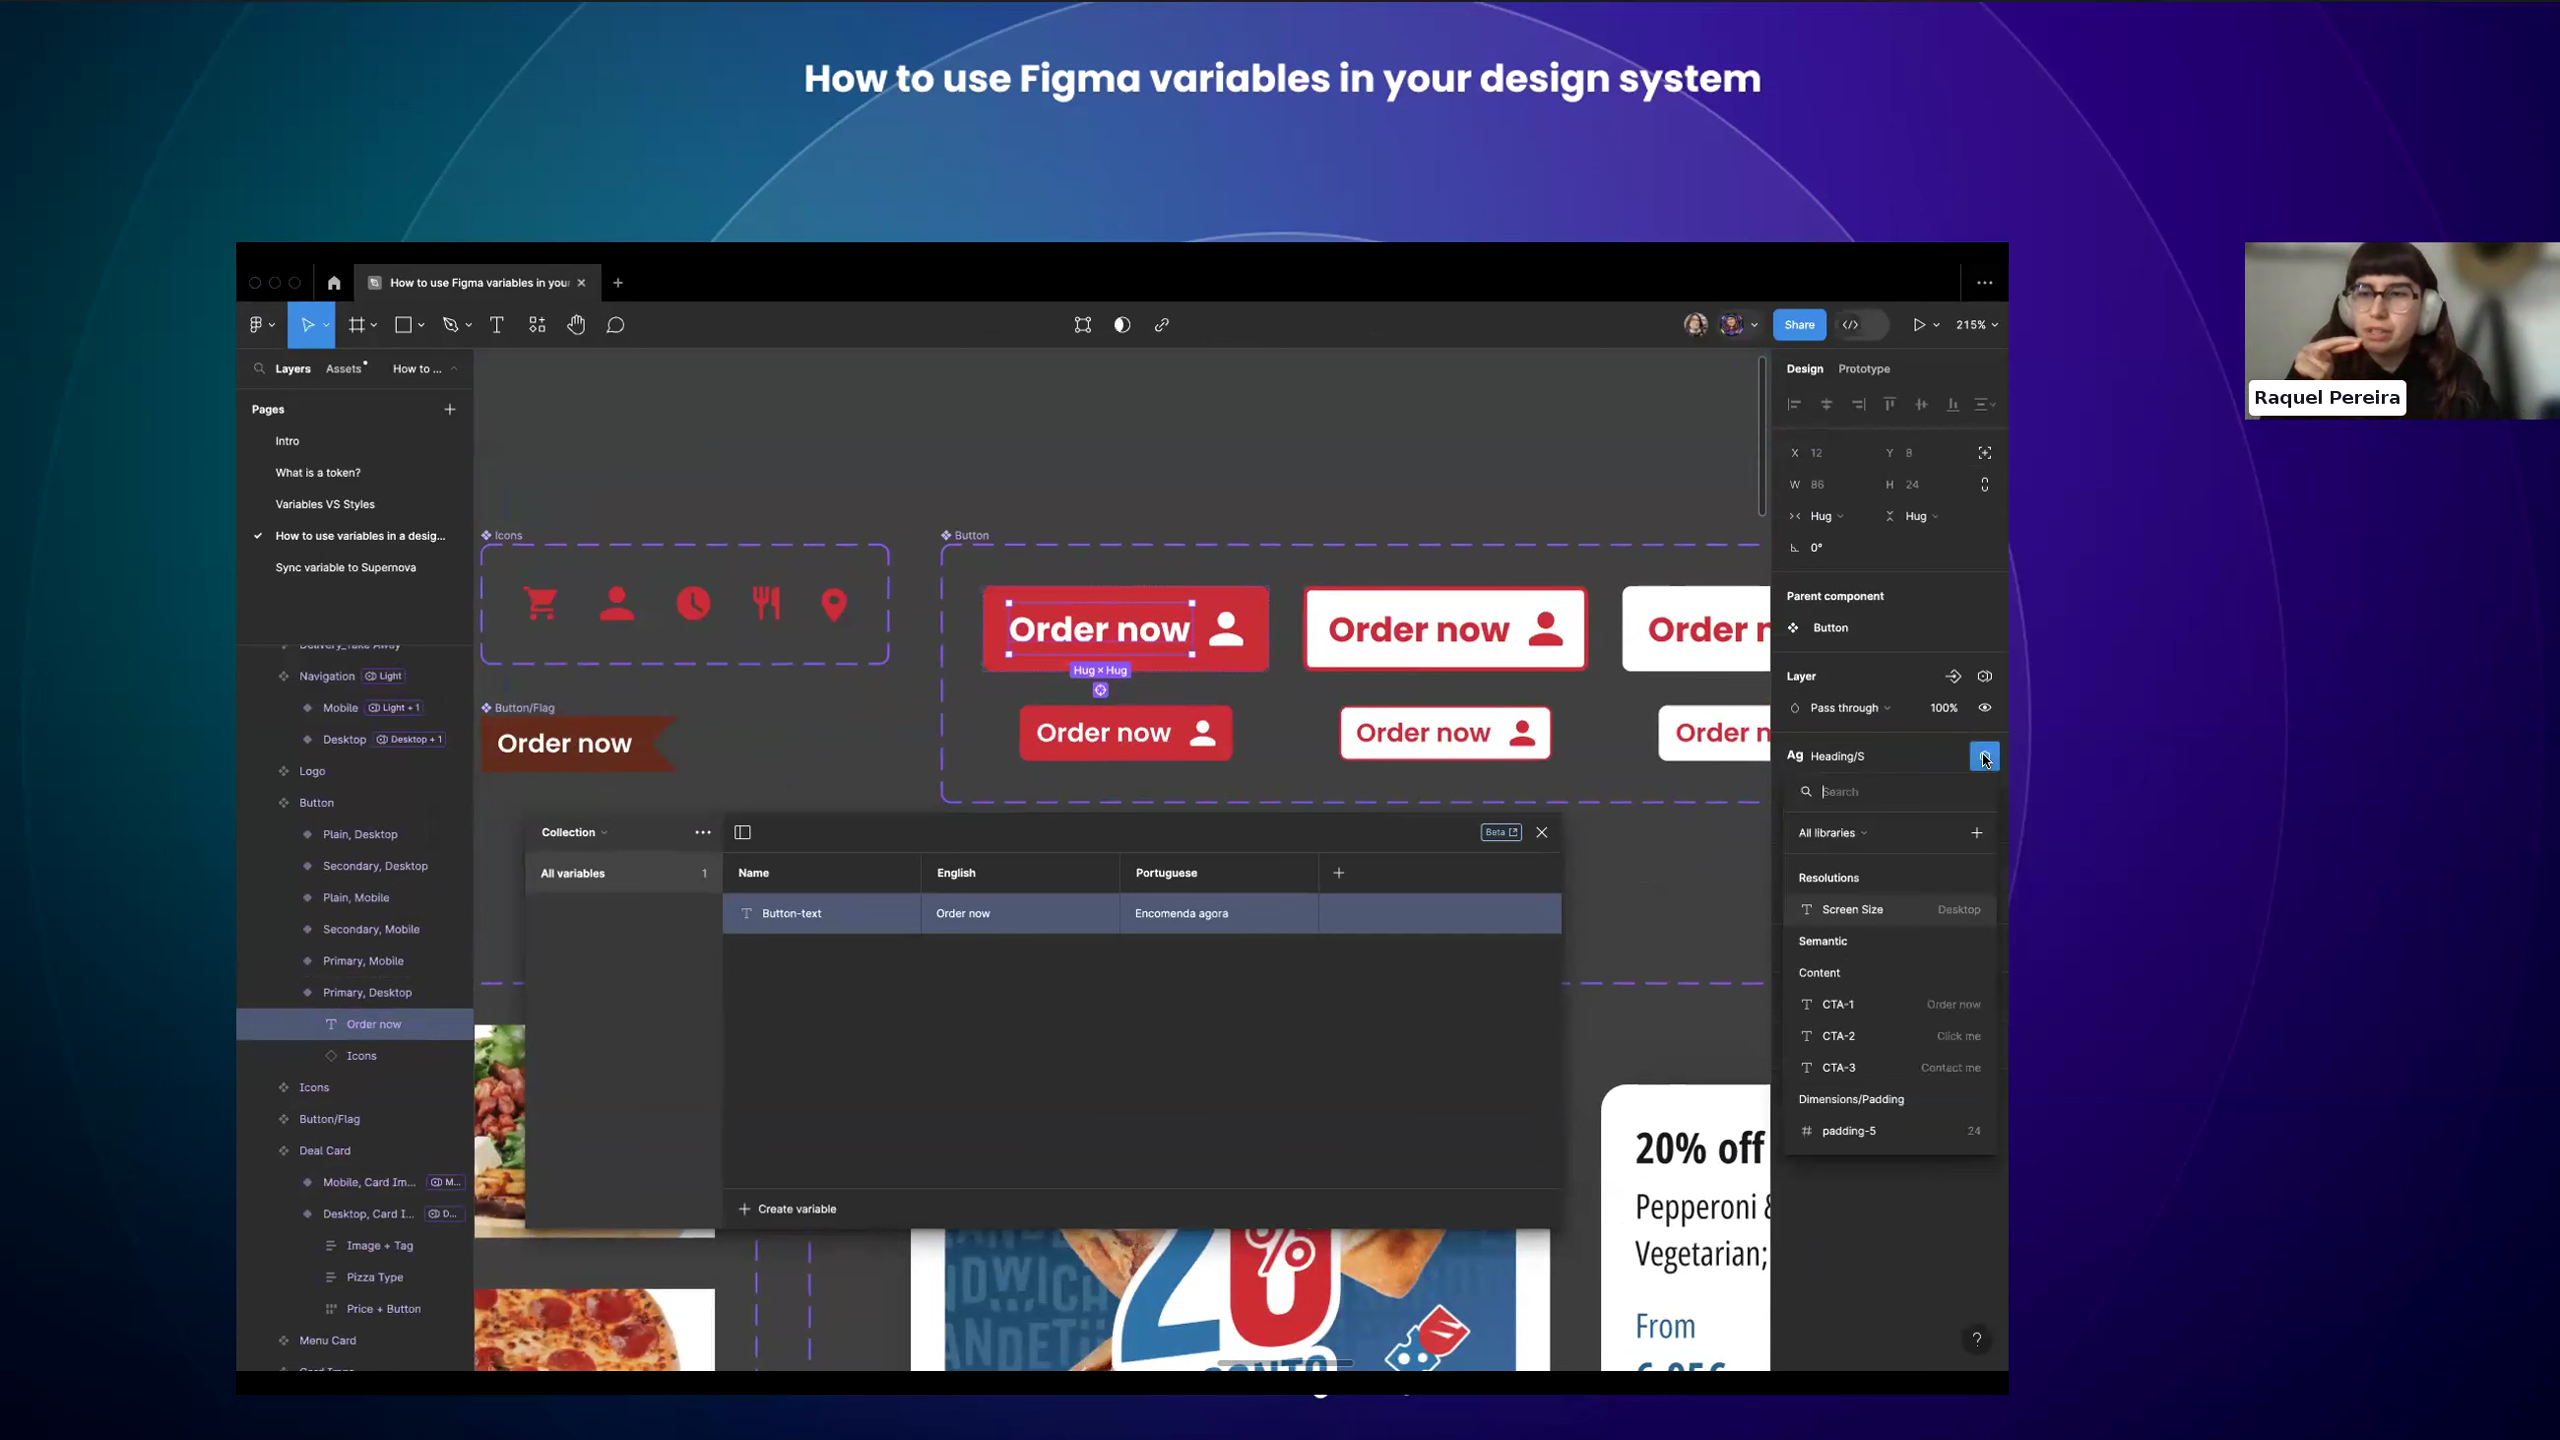 How to use Figma variables in your design system
Raquel Pereira
How to use Figma variables in your
Share
215%
Layers
Assets
How to ...
Pages
Intro
What is a token?
Variables VS Styles
How to use variables in a desig...
Sync variable to Supernova
Delivery_Take Away
Navigation
Light
Mobile
Light + 1
Desktop
Desktop + 1
Logo
Button
Plain, Desktop
Secondary, Desktop
Plain, Mobile
Secondary, Mobile
Primary, Mobile
Primary, Desktop
Order now
Icons
Icons
Button/Flag
Deal Card
Mobile, Card Im...
M...
Desktop, Card I...
D...
Image + Tag
Pizza Type
Price + Button
Menu Card
Icons
Button/Flag
Order now
Button
Order now
Hug × Hug
Order now
Order n
Order now
Order now
Order n
Collection
Beta
All variables 1
Name
English
Portuguese
Button-text
Order now
Encomenda agora
Create variable
20% off
Pepperoni &
Vegetarian;
From
Design
Prototype
X 12
Y 8
W 86
H 24
Hug
Hug
0°
Parent component
Button
Layer
Pass through
100%
Ag Heading/S
Search
All libraries
Resolutions
Screen Size
Desktop
Semantic
Content
CTA-1
Order now
CTA-2
Click me
CTA-3
Contact me
Dimensions/Padding
padding-5
24
?